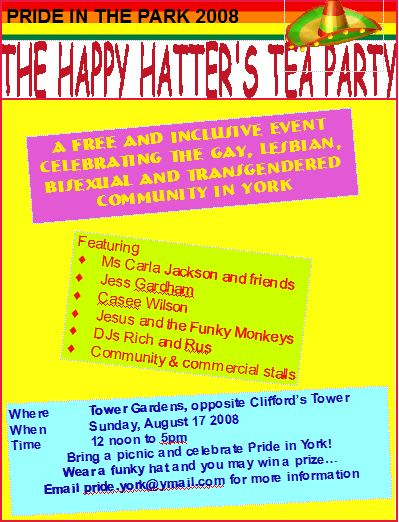 PRIDE IN THE PARK 2008
THE HAPPY HATTER'S TEA PARTY
A FREE AND INCLUSIVE EVENT
CELEBRATING THE GAY, LESBIAN,
BISEXUAL AND TRANSGENDERED
COMMUNITY IN YORK
Featuring
♦ Ms Carla Jackson and friends
♦ Jess Gardham
♦ Casee Wilson
♦ Jesus and the Funky Monkeys
♦ DJs Rich and Rus
♦ Community & commercial stalls
Where Tower Gardens, opposite Clifford's Tower
When Sunday, August 17 2008
Time 12 noon to 5pm
Bring a picnic and celebrate Pride in York!
Wear a funky hat and you may win a prize...
Email pride.york@ymail.com for more information